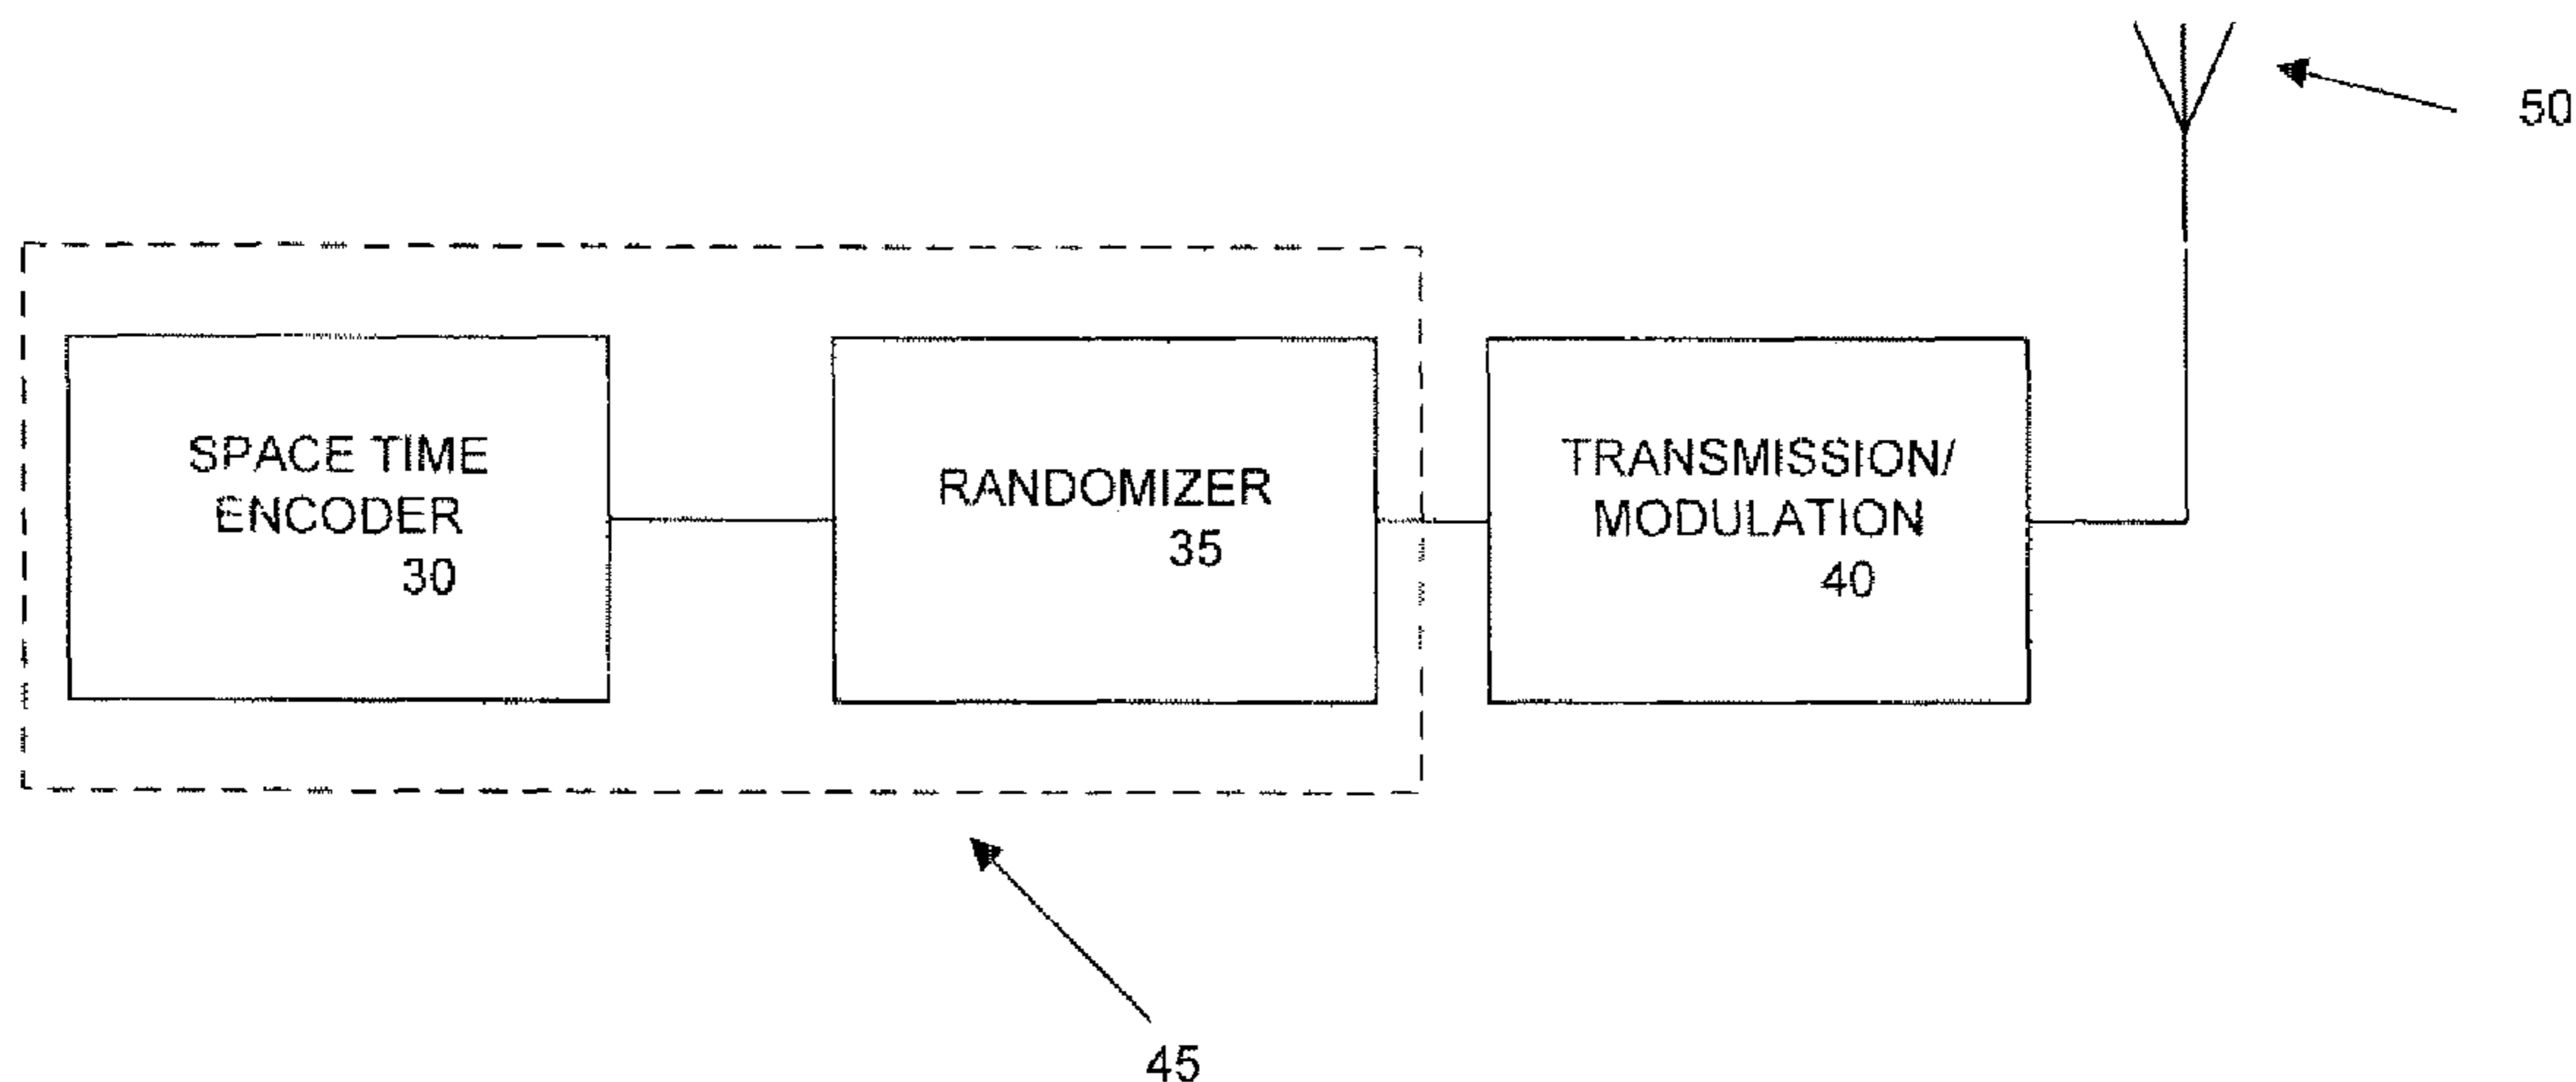 50
SPACE TIME
ENCODER
30
RANDOMIZER
35
TRANSMISSION/
MODULATION
40
45